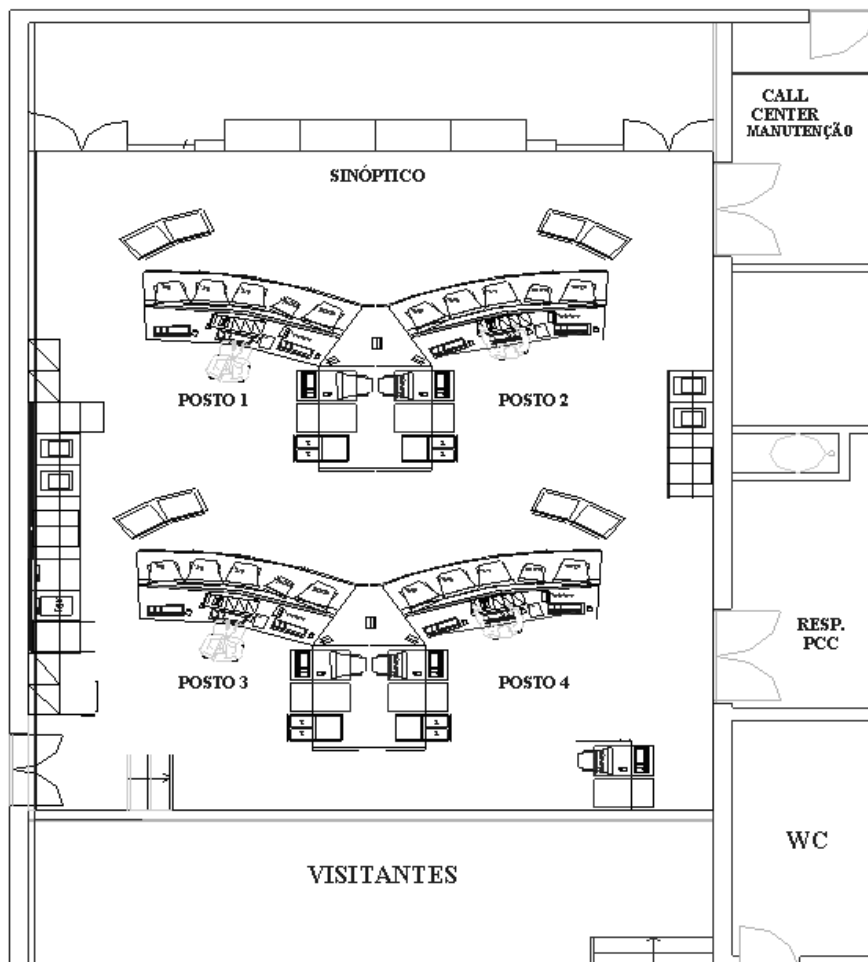 CALL
CENTER
MANUTENÇÃO
SINÓPTICO
POSTO 1
POSTO 2
RESP.
PCC
POSTO 3
POSTO 4
WC
VISITANTES